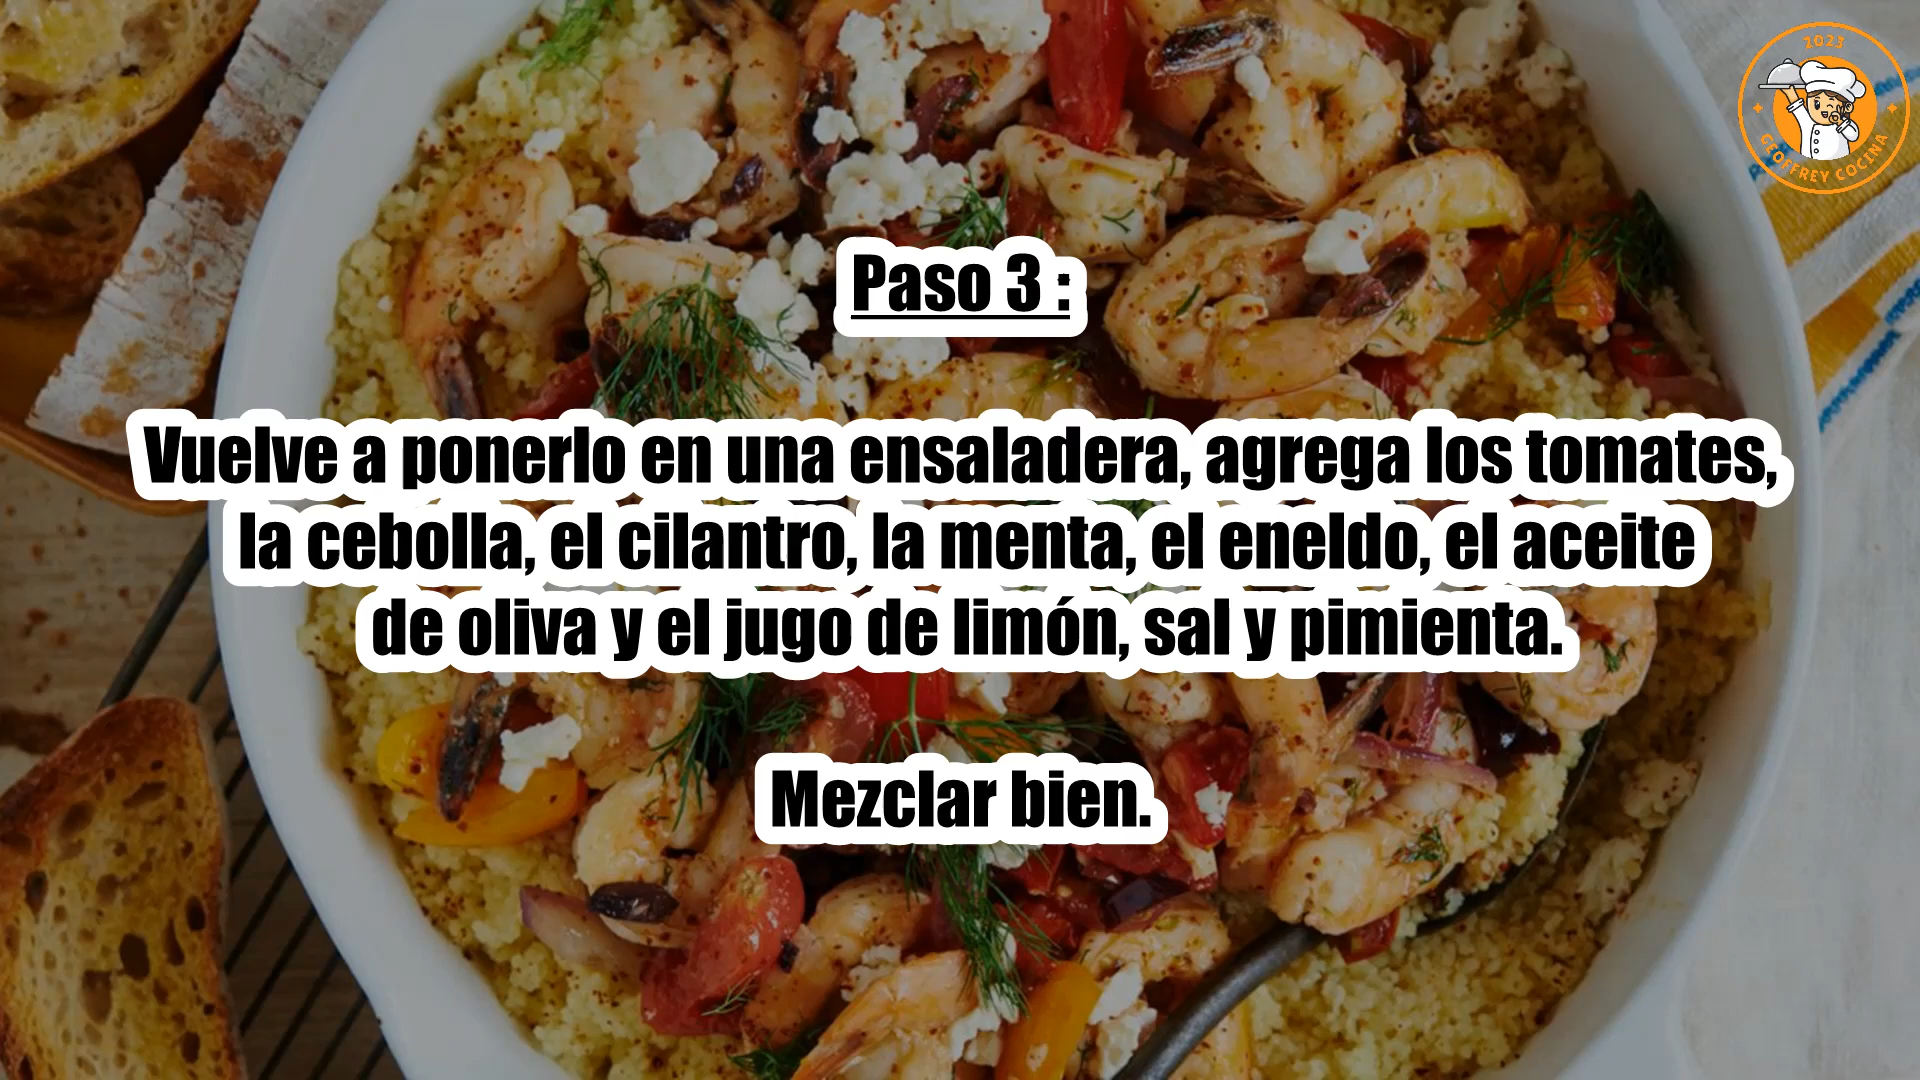 2023
GEOFFREY COCINA
Paso 3 :
Vuelve a ponerlo en una ensaladera, agrega los tomates,
la cebolla, el cilantro, la menta, el eneldo, el aceite
de oliva y el jugo de limón, sal y pimienta.
Mezclar bien.